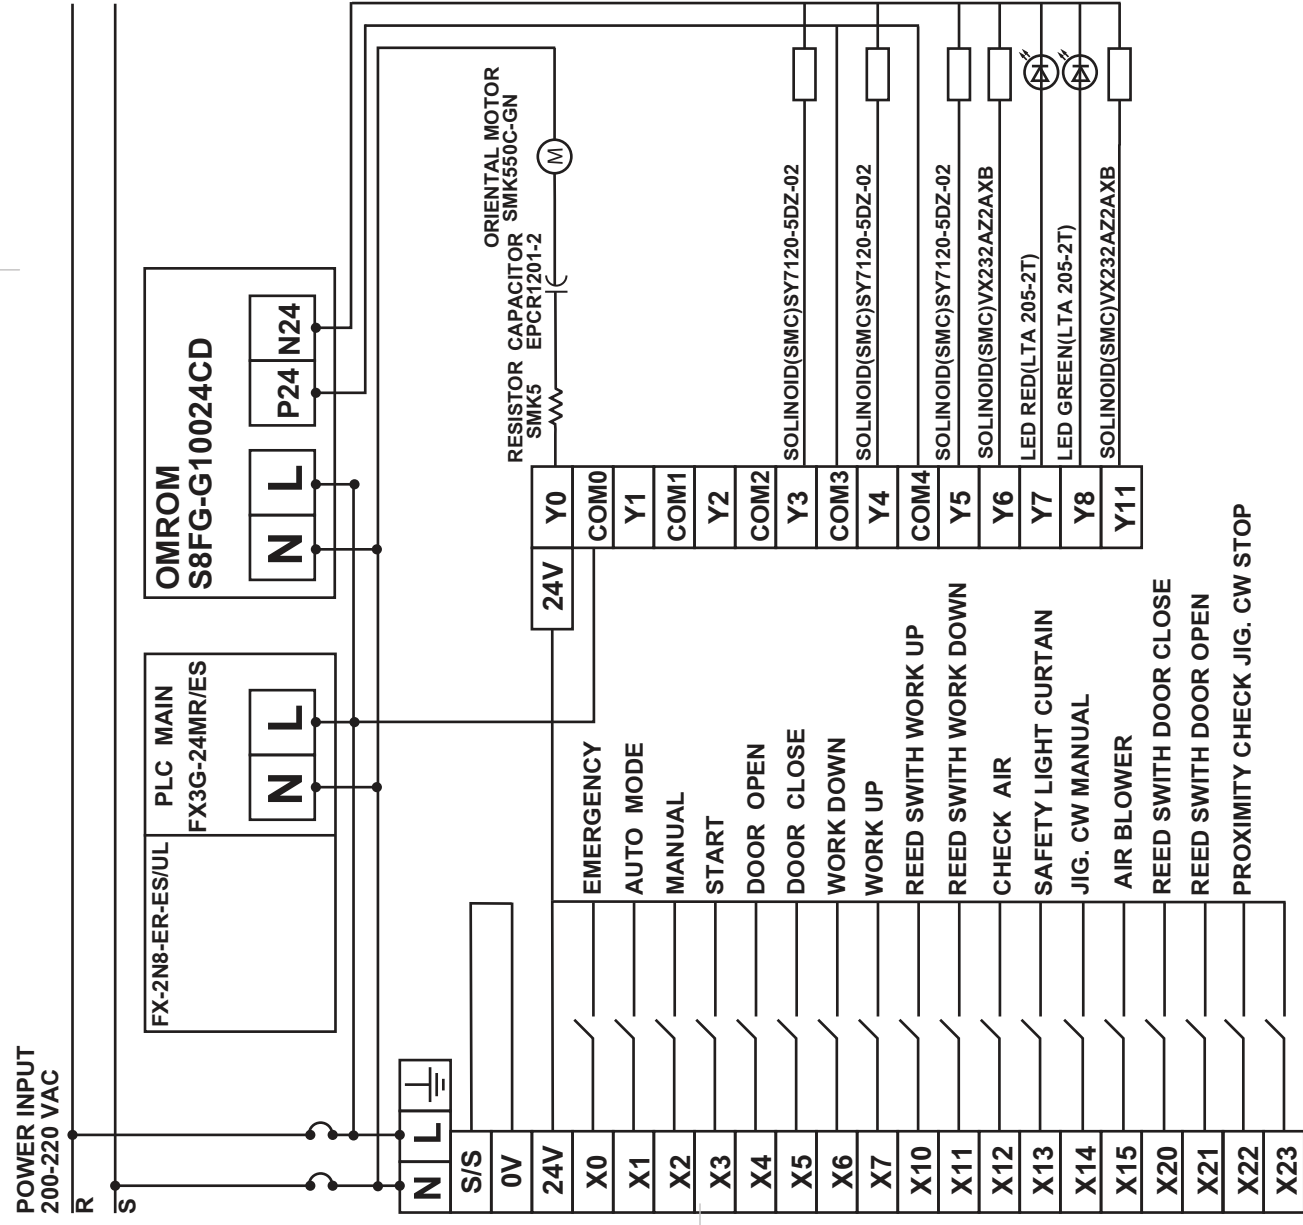 POWER INPUT
200-220 VAC
R
S
FX-2N8-ER-ES/UL
PLC MAIN
FX3G-24MR/ES
N
L
OMROM
S8FG-G10024CD
N
L
P24
N24
ORIENTAL MOTOR
SMK550C-GN
M
RESISTOR
SMK5
CAPACITOR
EPCR1201-2
SOLINOID(SMC)SY7120-5DZ-02
SOLINOID(SMC)SY7120-5DZ-02
SOLINOID(SMC)SY7120-5DZ-02
SOLINOID(SMC)VX232AZ2AXB
LED RED(LTA 205-2T)
LED GREEN(LTA 205-2T)
SOLINOID(SMC)VX232AZ2AXB
24V
Y0
COM0
Y1
COM1
Y2
COM2
Y3
COM3
Y4
COM4
Y5
Y6
Y7
Y8
Y11
EMERGENCY
AUTO MODE
MANUAL
START
DOOR OPEN
DOOR CLOSE
WORK DOWN
WORK UP
REED SWITH WORK UP
REED SWITH WORK DOWN
CHECK AIR
SAFETY LIGHT CURTAIN
JIG. CW MANUAL
AIR BLOWER
REED SWITH DOOR CLOSE
REED SWITH DOOR OPEN
PROXIMITY CHECK JIG. CW STOP
N
L
S/S
0V
24V
X0
X1
X2
X3
X4
X5
X6
X7
X10
X11
X12
X13
X14
X15
X20
X21
X22
X23